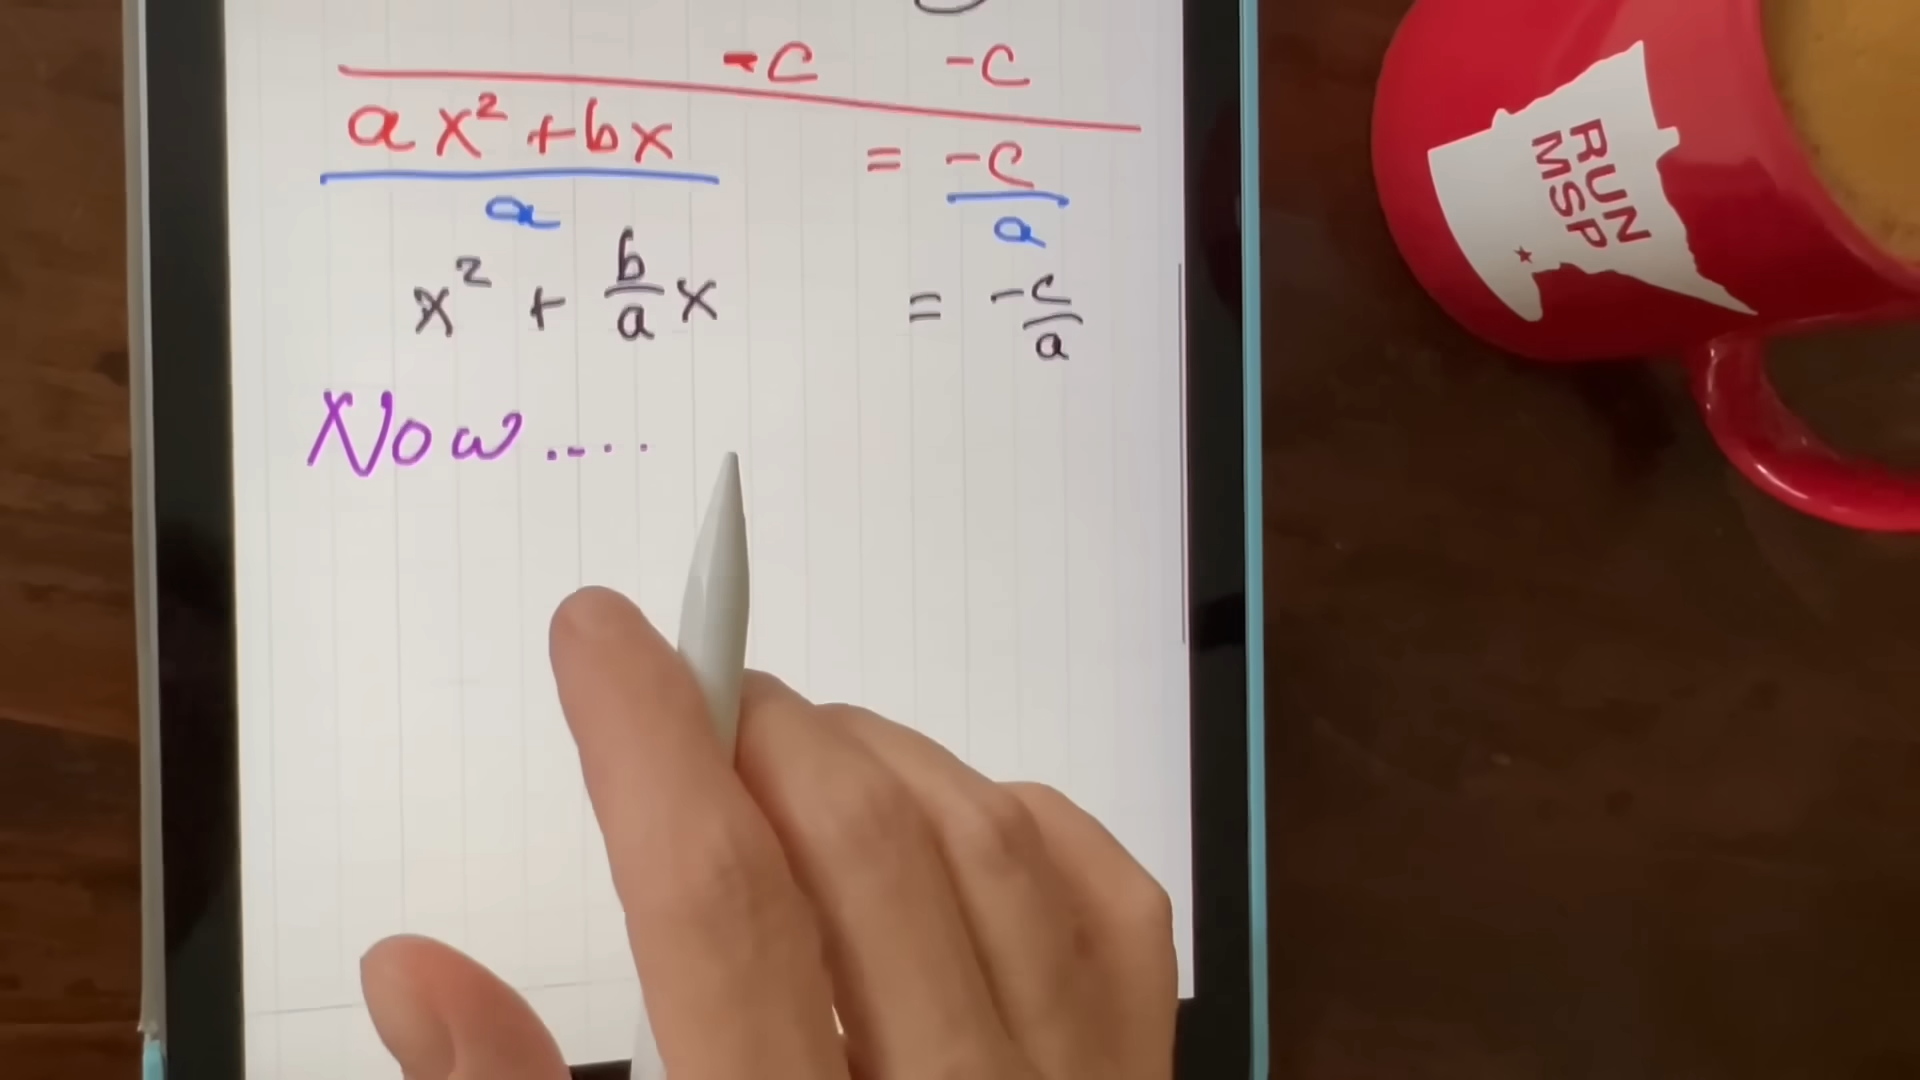 -c -c
ax² + bx = -c
a a
x² + b/a x = -c/a
Now....
RUN
MSP